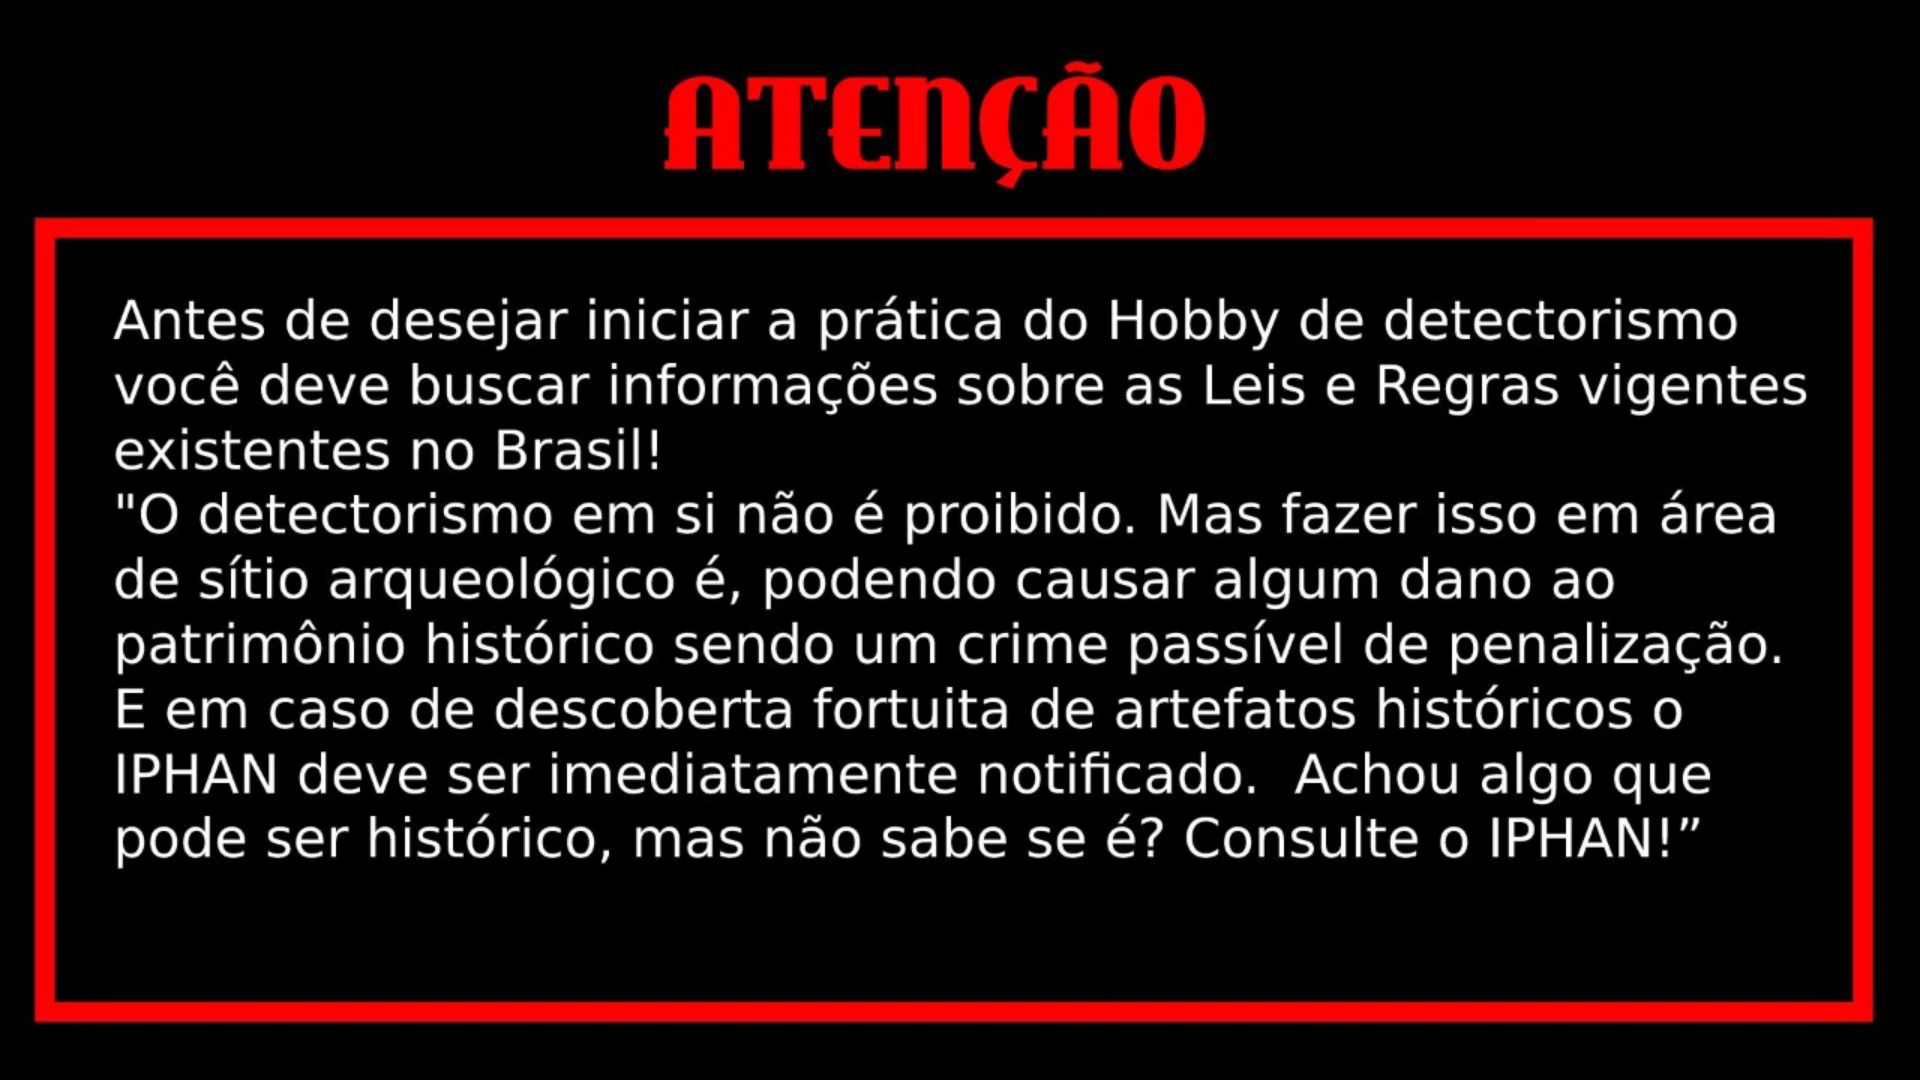 ATENÇÃO
Antes de desejar iniciar a prática do Hobby de detectorismo
você deve buscar informações sobre as Leis e Regras vigentes
existentes no Brasil!
"O detectorismo em si não é proibido. Mas fazer isso em área
de sítio arqueológico é, podendo causar algum dano ao
patrimônio histórico sendo um crime passível de penalização.
E em caso de descoberta fortuita de artefatos históricos o
IPHAN deve ser imediatamente notificado.  Achou algo que
pode ser histórico, mas não sabe se é? Consulte o IPHAN!”